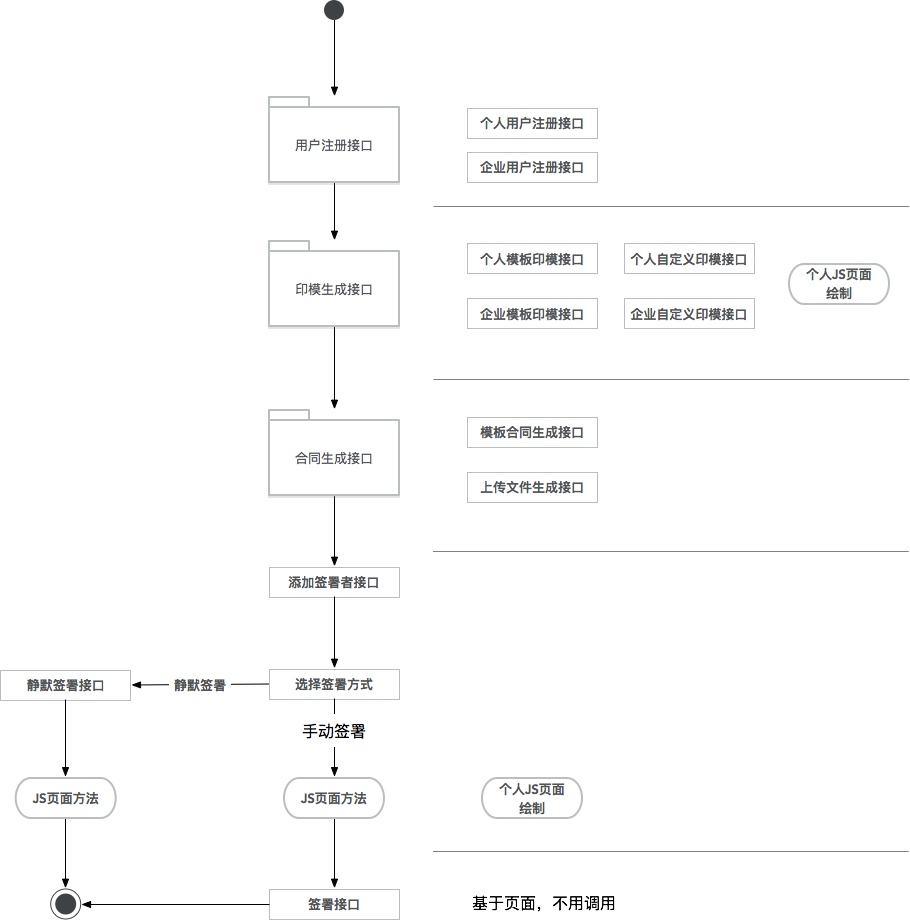 用户注册接口
个人用户注册接口
企业用户注册接口
印模生成接口
个人模板印模接口
个人自定义印模接口
个人JS页面
绘制
企业模板印模接口
企业自定义印模接口
合同生成接口
模板合同生成接口
上传文件生成接口
添加签署者接口
静默签署接口
静默签署
选择签署方式
手动签署
JS页面方法
JS页面方法
个人JS页面
绘制
签署接口
基于页面，不用调用